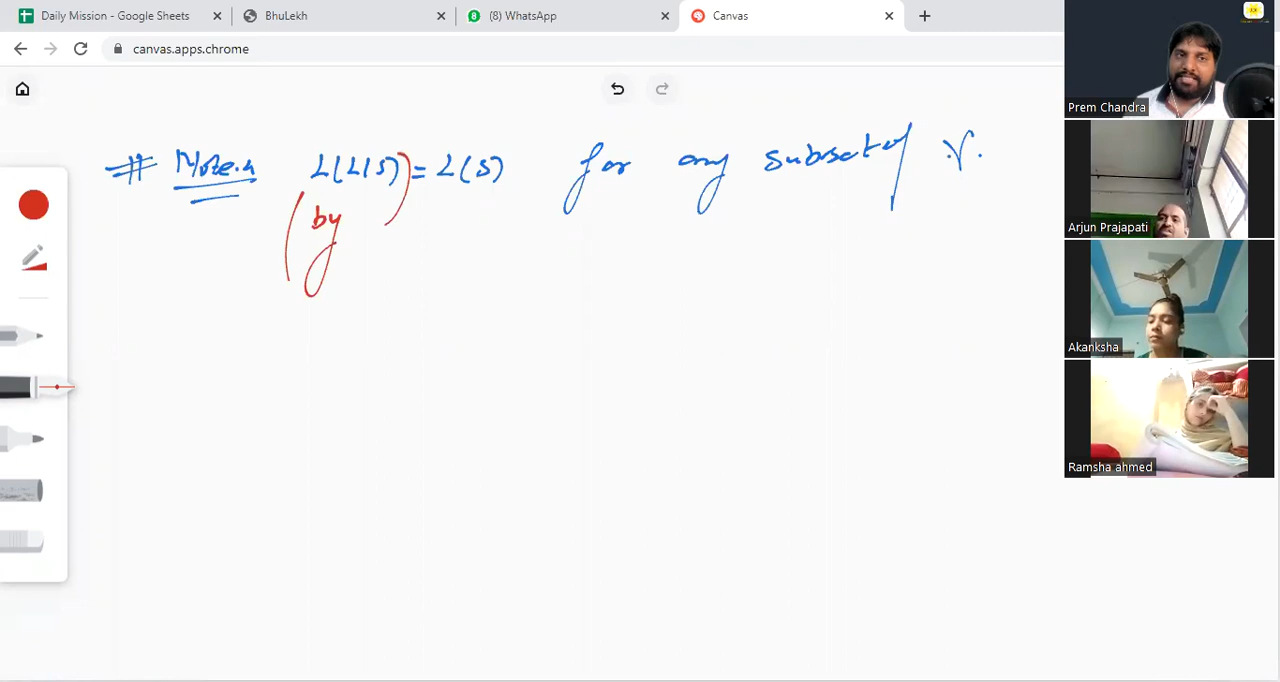 Daily Mission - Google Sheets
BhuLekh
(8) WhatsApp
Canvas
canvas.apps.chrome
Prem Chandra
# Note:- L(L(S)) = L(S) for any subset of V.
(by
Arjun Prajapati
Akanksha
Ramsha ahmed